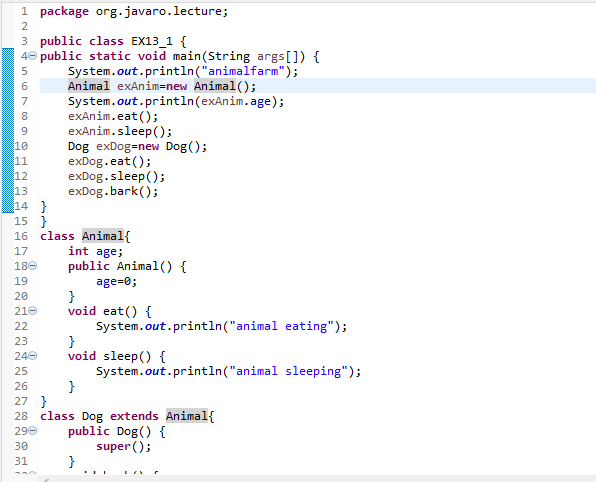 1 package org.javaro.lecture;
2
3 public class EX13_1 {
4 public static void main(String args[]) {
5 System.out.println("animalfarm");
6 Animal exAnim=new Animal();
7 System.out.println(exAnim.age);
8 exAnim.eat();
9 exAnim.sleep();
10 Dog exDog=new Dog();
11 exDog.eat();
12 exDog.sleep();
13 exDog.bark();
14 }
15 }
16 class Animal{
17 int age;
18 public Animal() {
19 age=0;
20 }
21 void eat() {
22 System.out.println("animal eating");
23 }
24 void sleep() {
25 System.out.println("animal sleeping");
26 }
27 }
28 class Dog extends Animal{
29 public Dog() {
30 super();
31 }